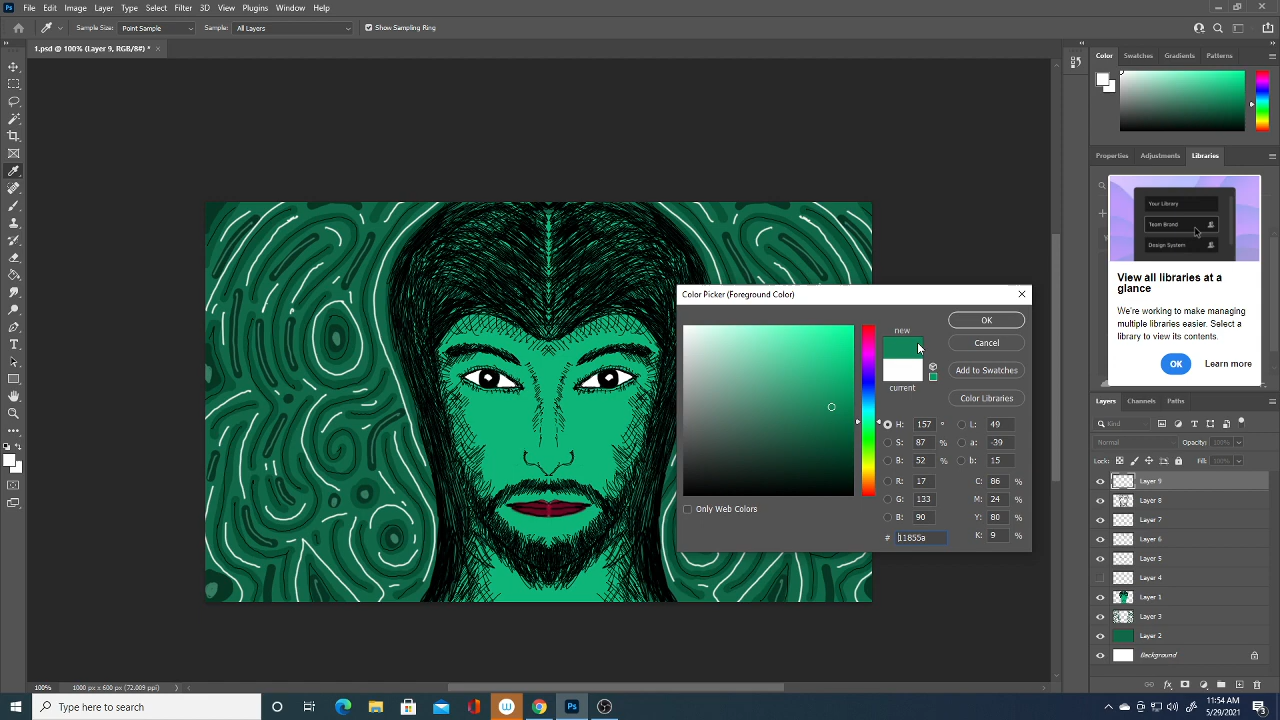 Ps File Edit Image Layer Type Select Filter 3D View Plugins Window Help
Sample Size: Point Sample Sample: All Layers Show Sampling Ring
1.psd @ 100% (Layer 9, RGB/8#) * ×
Color Swatches Gradients Patterns
Properties Adjustments Libraries
Your Library
Team Brand
Design System
View all libraries at a
glance
We're working to make managing
multiple libraries easier. Select a
library to view its contents.
OK Learn more
Color Picker (Foreground Color)
new
current
OK
Cancel
Add to Swatches
Color Libraries
H: 157 ° L: 49
S: 87 % a: -39
B: 52 % b: 15
R: 17 C: 86 %
G: 133 M: 24 %
B: 90 Y: 80 %
# 11855a K: 9 %
Only Web Colors
Layers Channels Paths
Kind
Normal Opacity: 100%
Lock: Fill: 100%
Layer 9
Layer 8
Layer 7
Layer 6
Layer 5
Layer 4
Layer 1
Layer 3
Layer 2
Background
100% 1000 px x 600 px (72.009 ppi)
Type here to search
W Ps
11:54 AM
5/29/2021